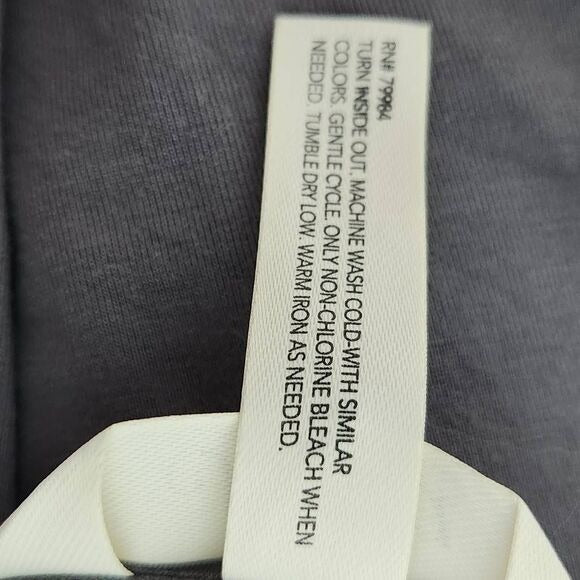 RN# 79984
TURN INSIDE OUT. MACHINE WASH COLD-WITH SIMILAR
COLORS. GENTLE CYCLE. ONLY NON-CHLORINE BLEACH WHEN
NEEDED. TUMBLE DRY LOW. WARM IRON AS NEEDED.